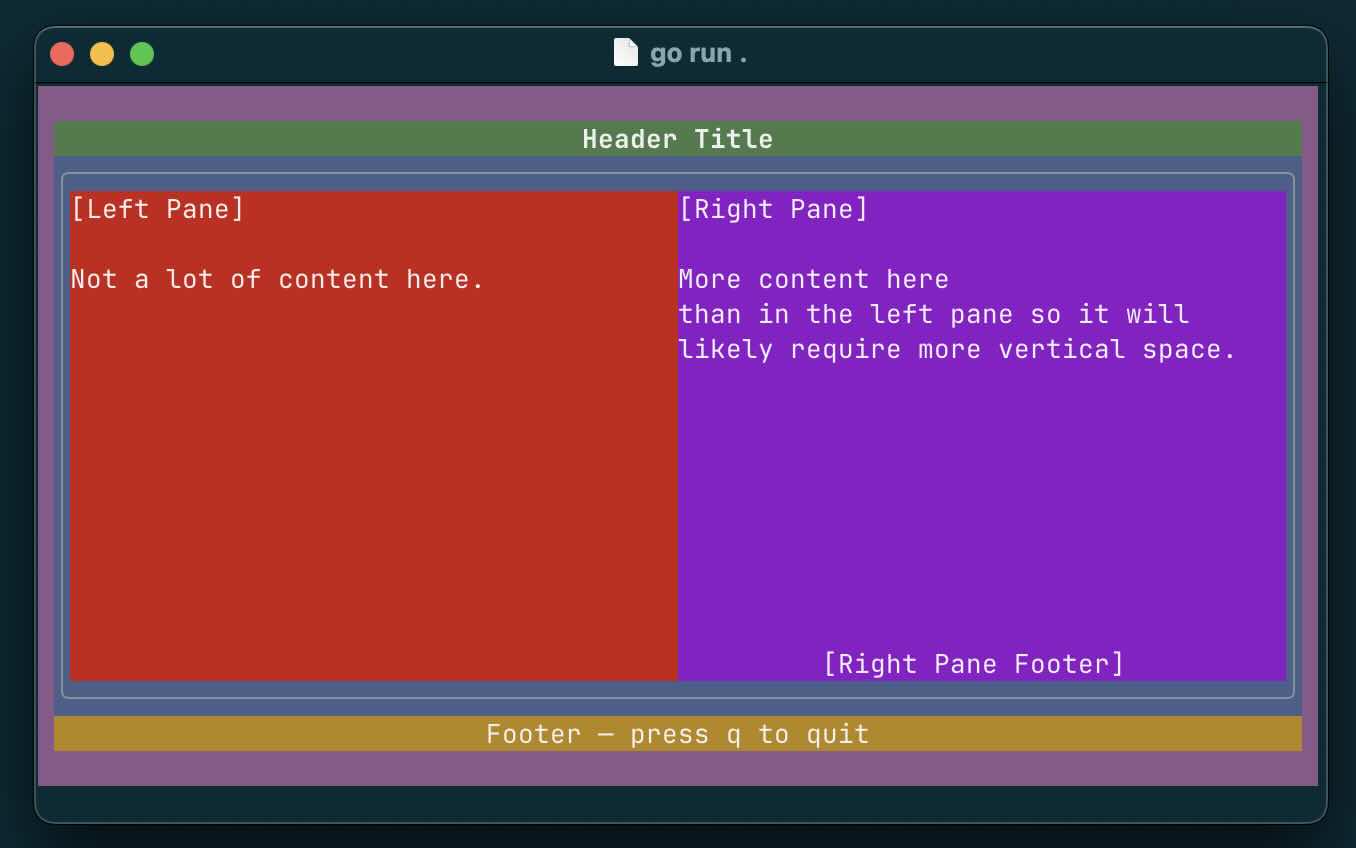 go run .
Header Title
[Left Pane]
Not a lot of content here.
[Right Pane]
More content here
than in the left pane so it will
likely require more vertical space.
[Right Pane Footer]
Footer — press q to quit